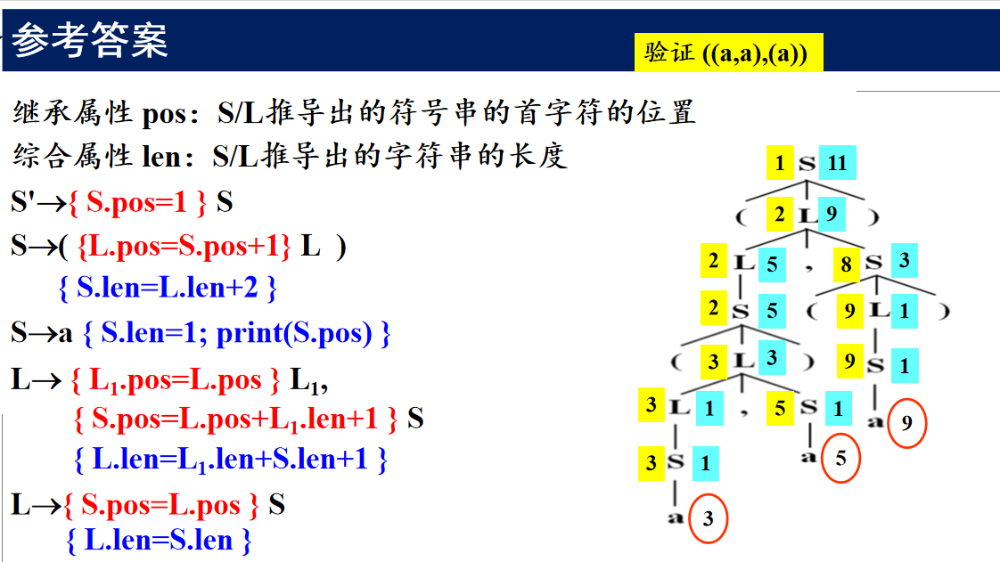 参考答案
验证 ((a,a),(a))
继承属性 pos：S/L推导出的符号串的首字符的位置
综合属性 len：S/L推导出的字符串的长度
S'→{ S.pos=1 } S
S→( {L.pos=S.pos+1} L )
{ S.len=L.len+2 }
S→a { S.len=1; print(S.pos) }
L→ { L₁.pos=L.pos } L₁,
{ S.pos=L.pos+L₁.len+1 } S
{ L.len=L₁.len+S.len+1 }
L→{ S.pos=L.pos } S
{ L.len=S.len }
1 S 11
( 2 L 9 )
2 L 5 , 8 S 3
2 S 5 ( 9 L 1 )
( 3 L 3 ) 9 S 1
3 L 1 , 5 S 1 a 9
3 S 1 a 5
a 3